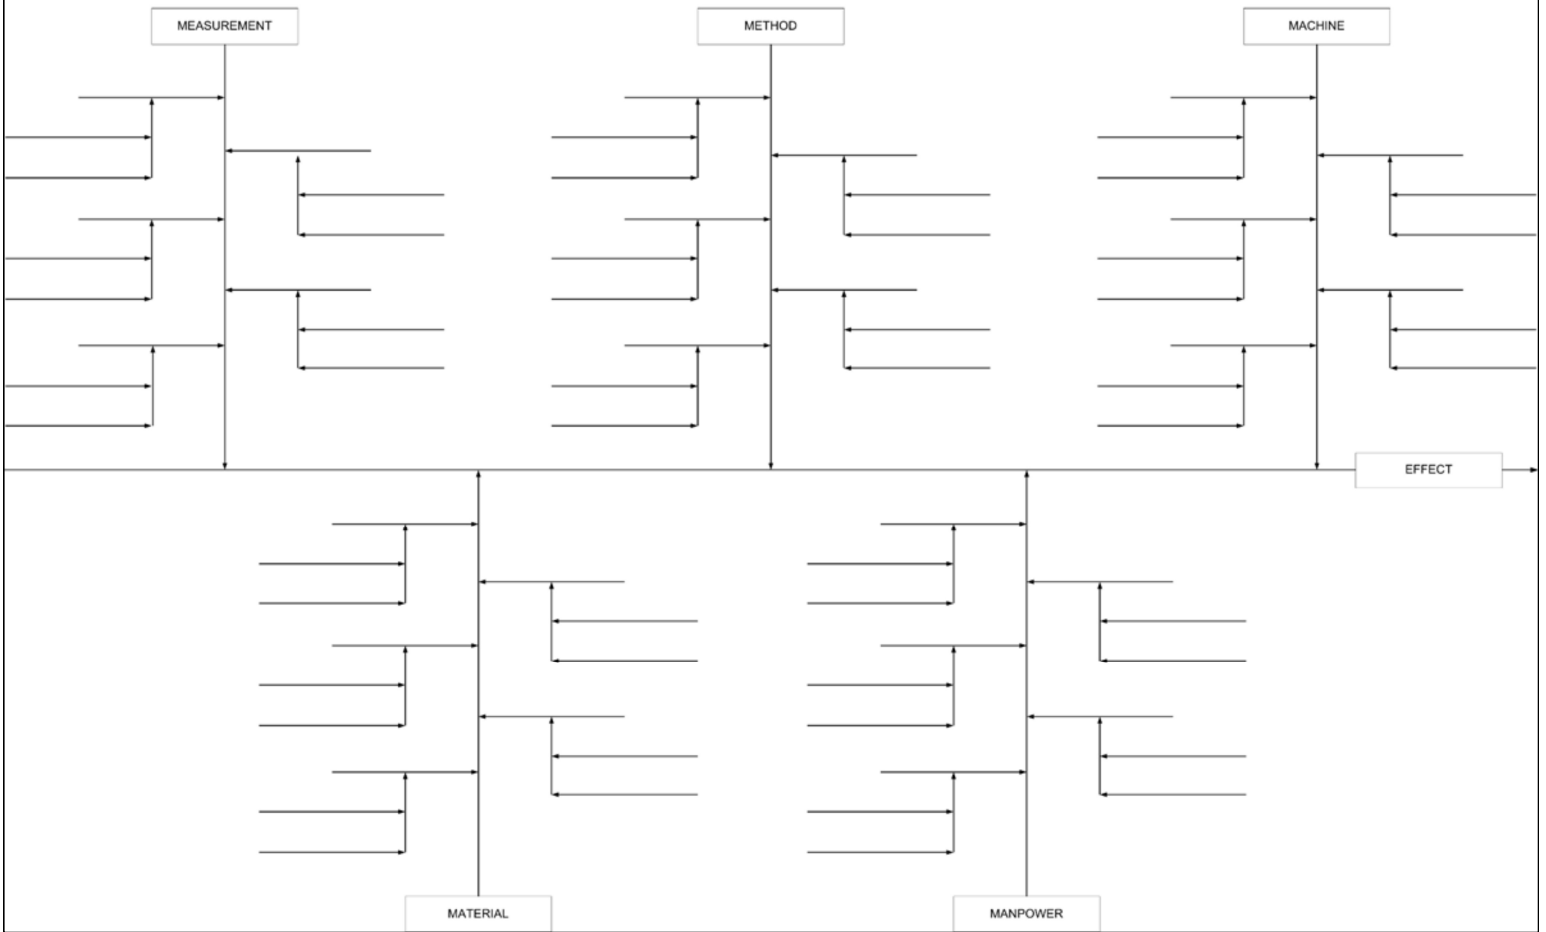 MEASUREMENT
METHOD
MACHINE
EFFECT
MATERIAL
MANPOWER